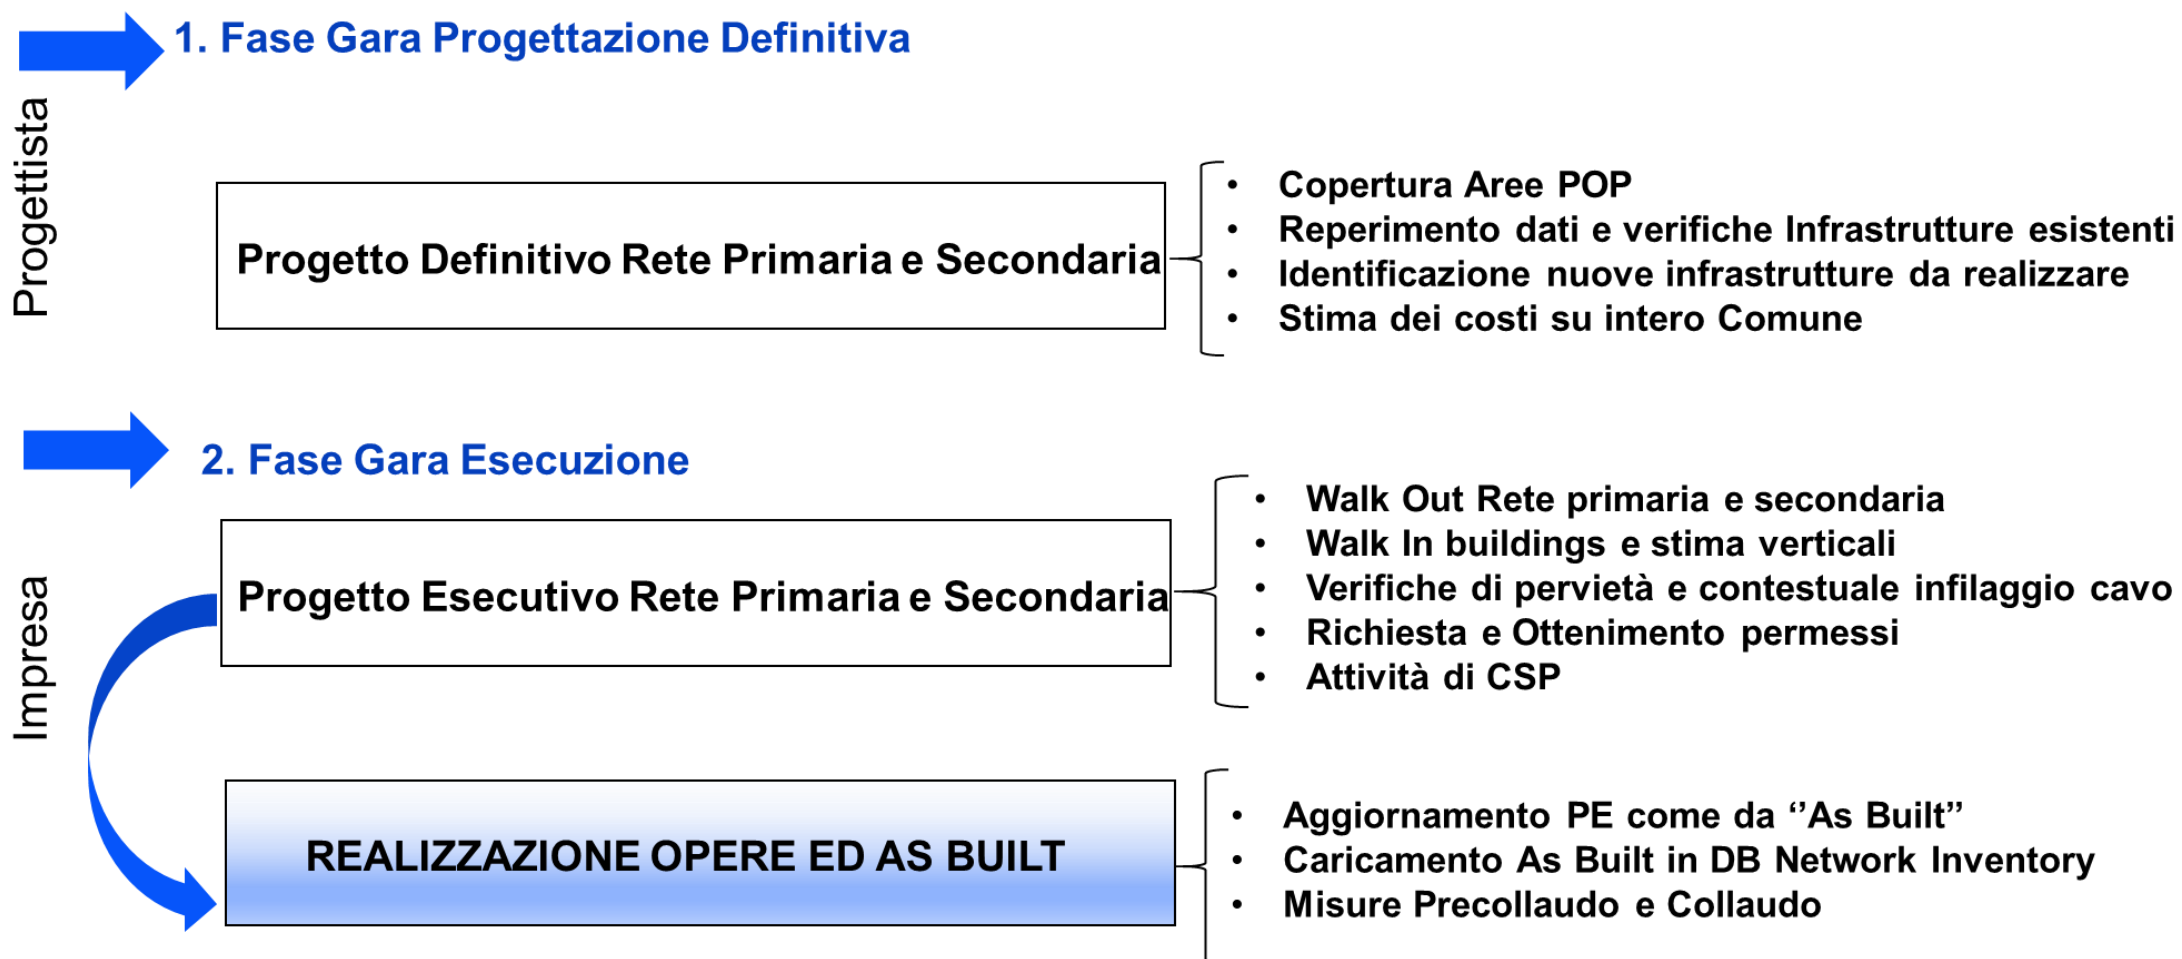 1. Fase Gara Progettazione Definitiva
Progettista
Progetto Definitivo Rete Primaria e Secondaria
• Copertura Aree POP
• Reperimento dati e verifiche Infrastrutture esistenti
• Identificazione nuove infrastrutture da realizzare
• Stima dei costi su intero Comune
2. Fase Gara Esecuzione
Impresa
Progetto Esecutivo Rete Primaria e Secondaria
• Walk Out Rete primaria e secondaria
• Walk In buildings e stima verticali
• Verifiche di pervietà e contestuale infilaggio cavo
• Richiesta e Ottenimento permessi
• Attività di CSP
REALIZZAZIONE OPERE ED AS BUILT
• Aggiornamento PE come da ‘’As Built’’
• Caricamento As Built in DB Network Inventory
• Misure Precollaudo e Collaudo